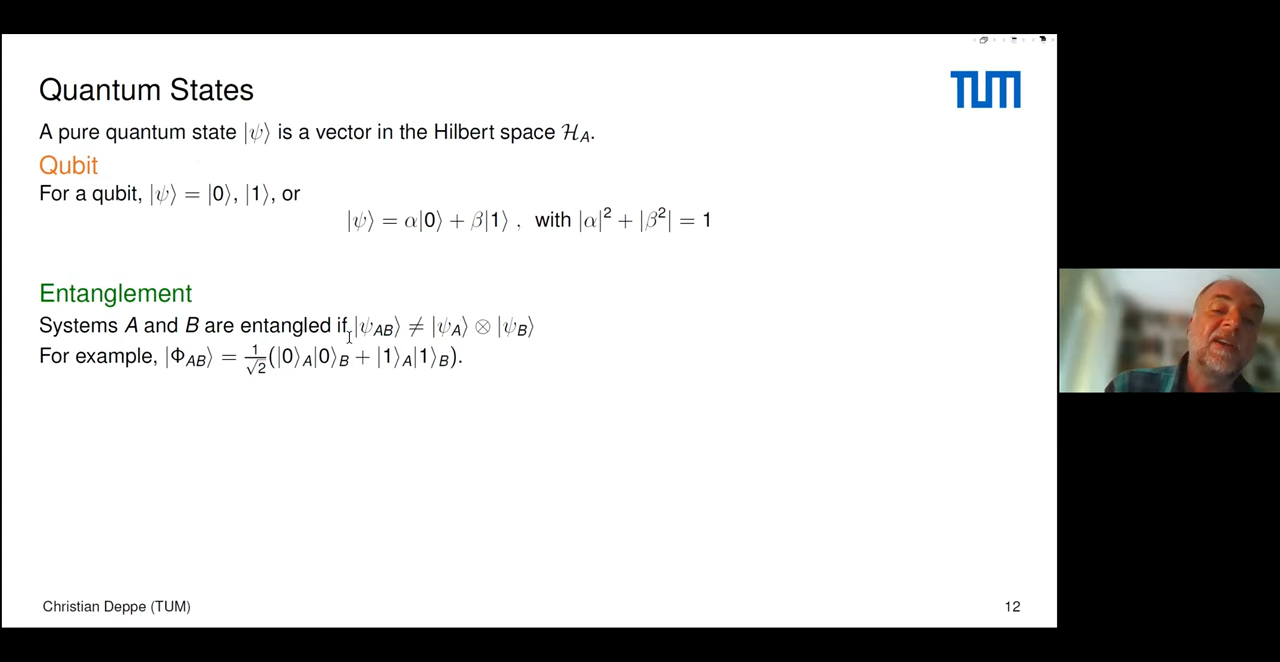 Quantum States
TUM
A pure quantum state |ψ⟩ is a vector in the Hilbert space ℋ_A.
Qubit
For a qubit, |ψ⟩ = |0⟩, |1⟩, or
|ψ⟩ = α|0⟩ + β|1⟩ , with |α|² + |β²| = 1
Entanglement
Systems A and B are entangled if |ψ_AB⟩ ≠ |ψ_A⟩ ⊗ |ψ_B⟩
For example, |Φ_AB⟩ = 1/√2(|0⟩_A|0⟩_B + |1⟩_A|1⟩_B).
Christian Deppe (TUM)
12